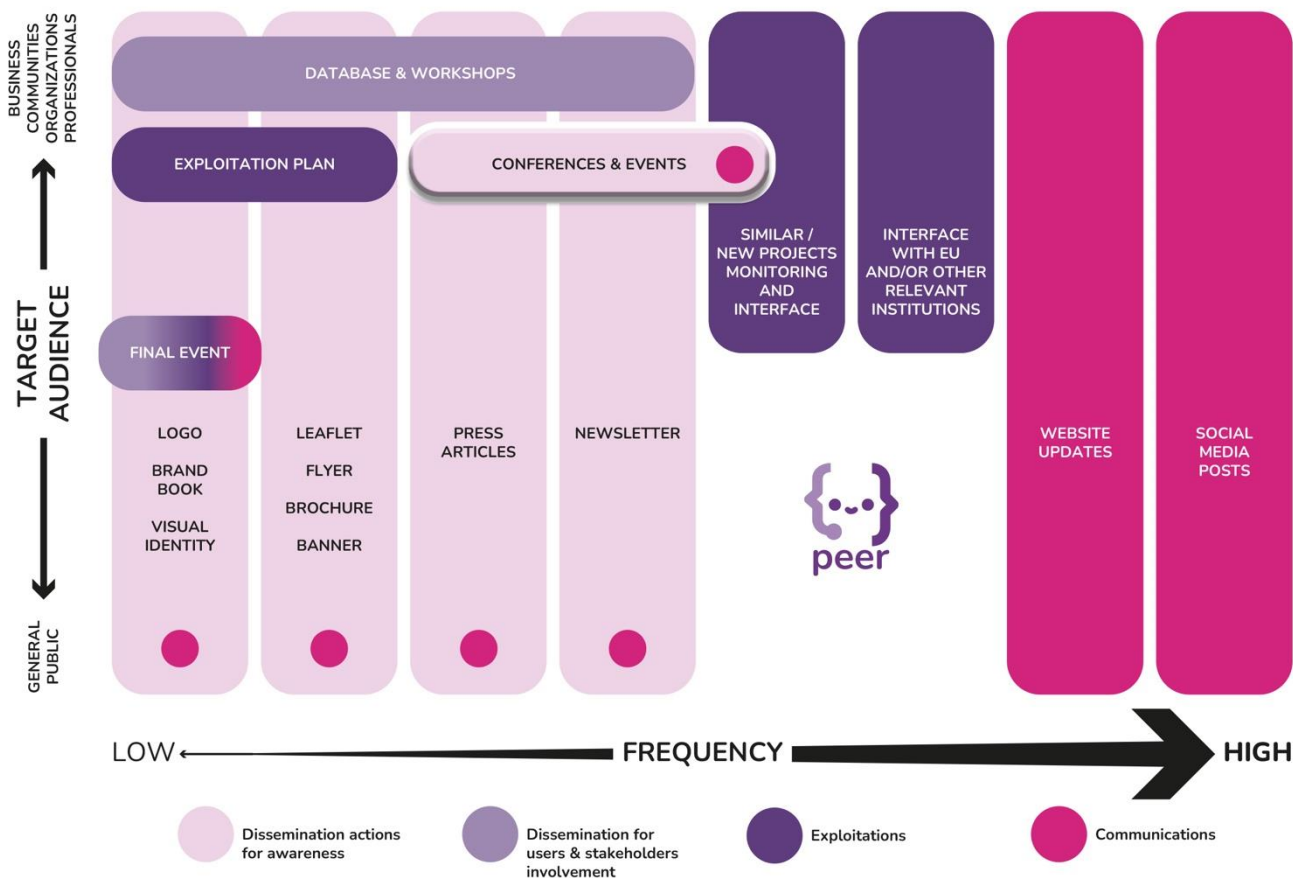 BUSINESS
COMMUNITIES
ORGANIZATIONS
PROFESSIONALS
TARGET
AUDIENCE
GENERAL
PUBLIC
DATABASE & WORKSHOPS
EXPLOITATION PLAN
CONFERENCES & EVENTS
SIMILAR /
NEW PROJECTS
MONITORING
AND
INTERFACE
INTERFACE
WITH EU
AND/OR OTHER
RELEVANT
INSTITUTIONS
FINAL EVENT
LOGO
BRAND
BOOK
VISUAL
IDENTITY
LEAFLET
FLYER
BROCHURE
BANNER
PRESS
ARTICLES
NEWSLETTER
peer
WEBSITE
UPDATES
SOCIAL
MEDIA
POSTS
LOW
FREQUENCY
HIGH
Dissemination actions
for awareness
Dissemination for
users & stakeholders
involvement
Exploitations
Communications